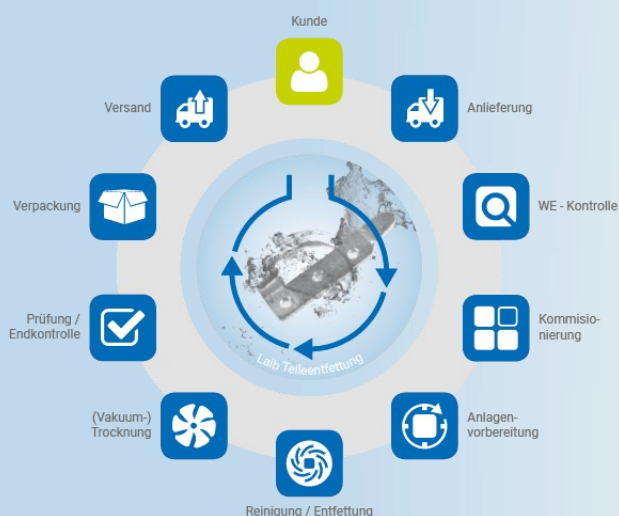 Kunde
Anlieferung
WE - Kontrolle
Kommisio-
nierung
Anlagen-
vorbereitung
Reinigung / Entfettung
(Vakuum-)
Trocknung
Prüfung /
Endkontrolle
Verpackung
Versand
Laib Teileentfettung